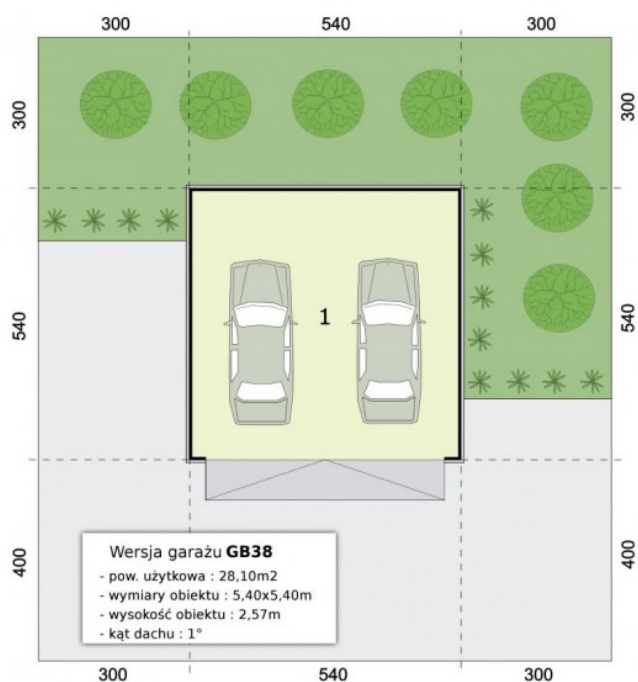 300 540 300
300 300
1
540 540
400 400
Wersja garażu GB38
- pow. użytkowa : 28,10m2
- wymiary obiektu : 5,40x5,40m
- wysokość obiektu : 2,57m
- kąt dachu : 1°
300 540 300